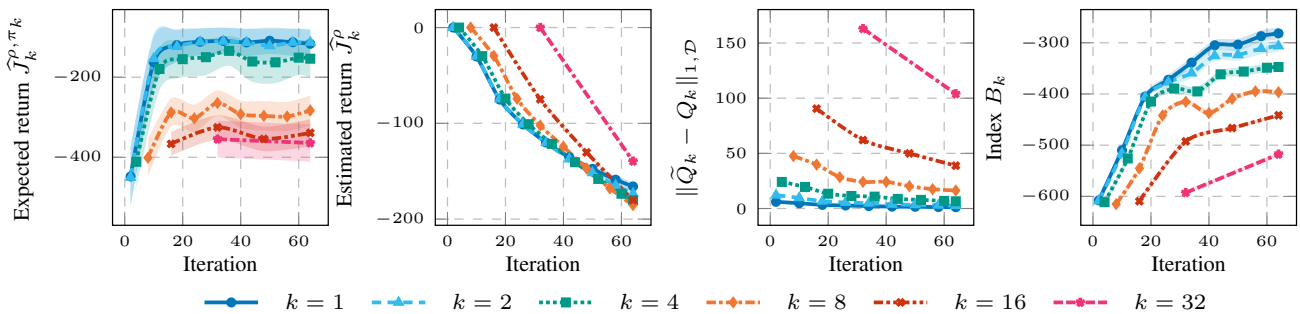 Expected return $\widehat{J}_k^{\rho,\pi_k}$
−200
−400
0 20 40 60
Iteration
Estimated return $\widehat{J}_k^{\rho}$
0
−100
−200
0 20 40 60
Iteration
$\|\widetilde{Q}_k - Q_k\|_{1,\mathcal{D}}$
150
100
50
0
0 20 40 60
Iteration
Index $B_k$
−300
−400
−500
−600
0 20 40 60
Iteration
k = 1 k = 2 k = 4 k = 8 k = 16 k = 32